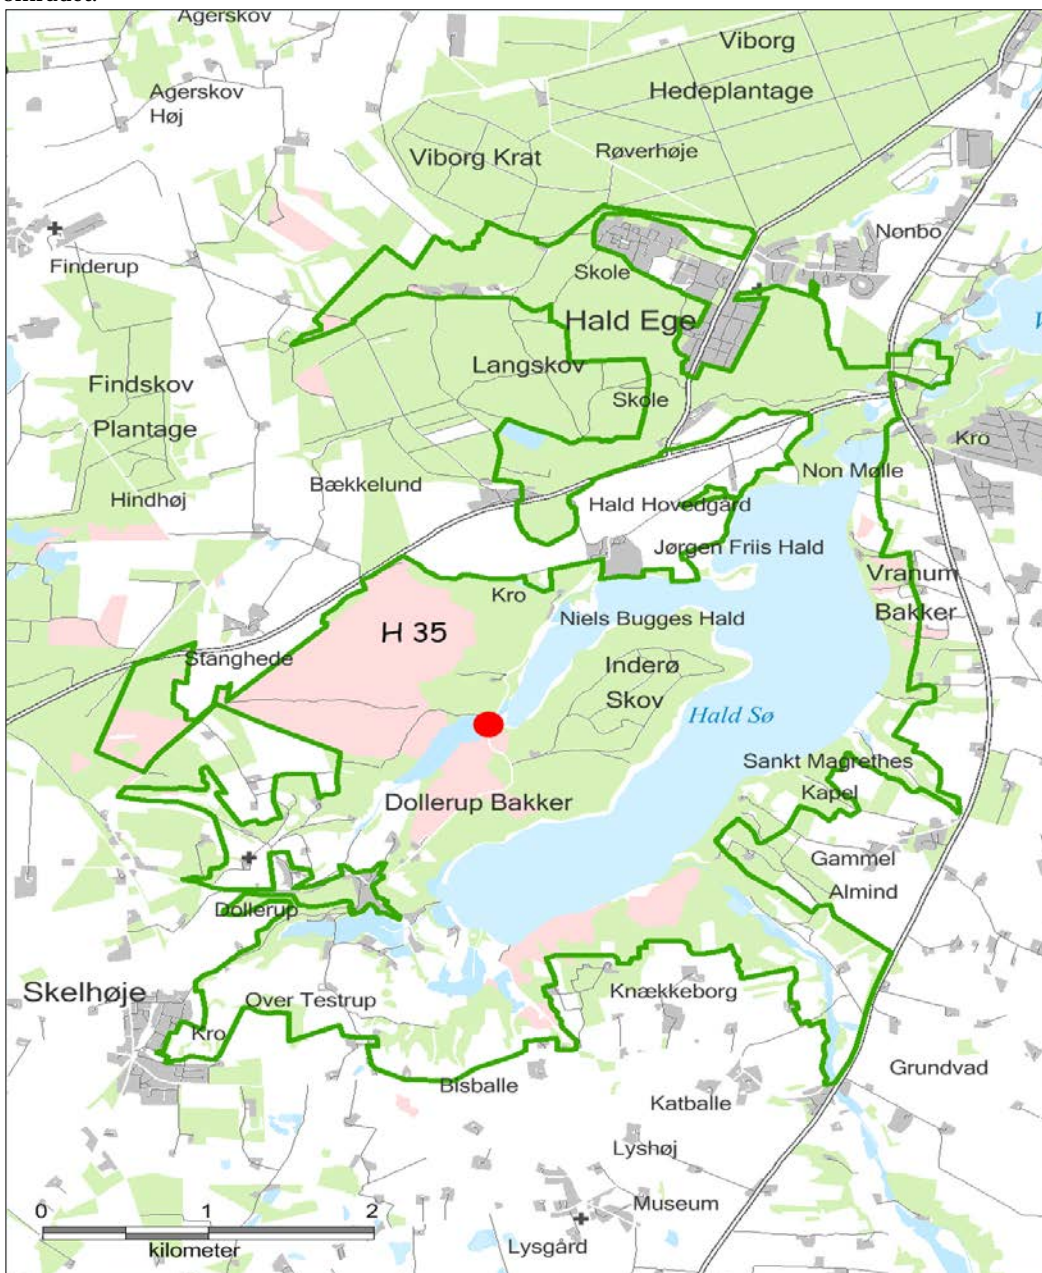 området.
Agerskov
Viborg
Hedeplantage
Agerskov
Høj
Viborg Krat
Røverhøje
Nonbo
Finderup
Skole
Hald Ege
Langskov
Findskov
Plantage
Skole
Kro
Non Mølle
Bækkelund
Hindhøj
Hald Hovedgård
Jørgen Friis Hald
Vranum
Bakker
Kro
Niels Bugges Hald
H 35
Stanghede
Inderø
Skov
Hald Sø
Sankt Magrethes
Kapel
Dollerup Bakker
Gammel
Almind
Dollerup
Skelhøje
Over Testrup
Knækkeborg
Kro
Bisballe
Grundvad
Katballe
Lyshøj
Museum
Lysgård
0 1 2
kilometer